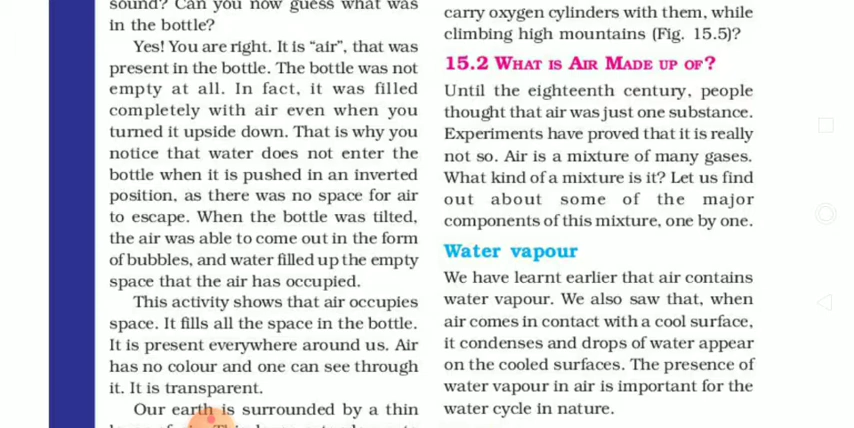 sound? Can you now guess what was
in the bottle?
Yes! You are right. It is “air”, that was
present in the bottle. The bottle was not
empty at all. In fact, it was filled
completely with air even when you
turned it upside down. That is why you
notice that water does not enter the
bottle when it is pushed in an inverted
position, as there was no space for air
to escape. When the bottle was tilted,
the air was able to come out in the form
of bubbles, and water filled up the empty
space that the air has occupied.
This activity shows that air occupies
space. It fills all the space in the bottle.
It is present everywhere around us. Air
has no colour and one can see through
it. It is transparent.
Our earth is surrounded by a thin
carry oxygen cylinders with them, while
climbing high mountains (Fig. 15.5)?
15.2 WHAT IS AIR MADE UP OF?
Until the eighteenth century, people
thought that air was just one substance.
Experiments have proved that it is really
not so. Air is a mixture of many gases.
What kind of a mixture is it? Let us find
out about some of the major
components of this mixture, one by one.
Water vapour
We have learnt earlier that air contains
water vapour. We also saw that, when
air comes in contact with a cool surface,
it condenses and drops of water appear
on the cooled surfaces. The presence of
water vapour in air is important for the
water cycle in nature.